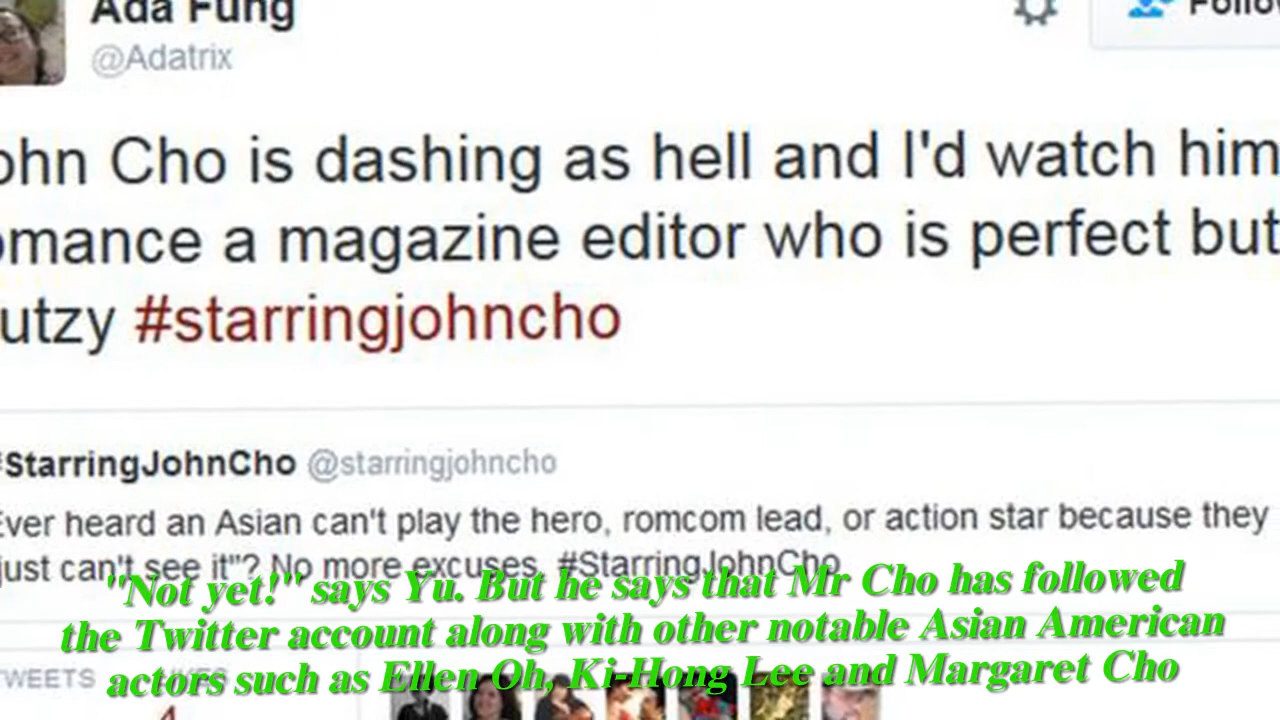 Ada Fung
Follo
@Adatrix
ohn Cho is dashing as hell and I'd watch him
omance a magazine editor who is perfect but
utzy #starringjohncho
#StarringJohnCho @starringjohncho
Ever heard an Asian can't play the hero, romcom lead, or action star because they
just can't see it"? No more excuses. #StarringJohnCho
"Not yet!" says Yu. But he says that Mr Cho has followed
the Twitter account along with other notable Asian American
actors such as Ellen Oh, Ki-Hong Lee and Margaret Cho
WEETS
4